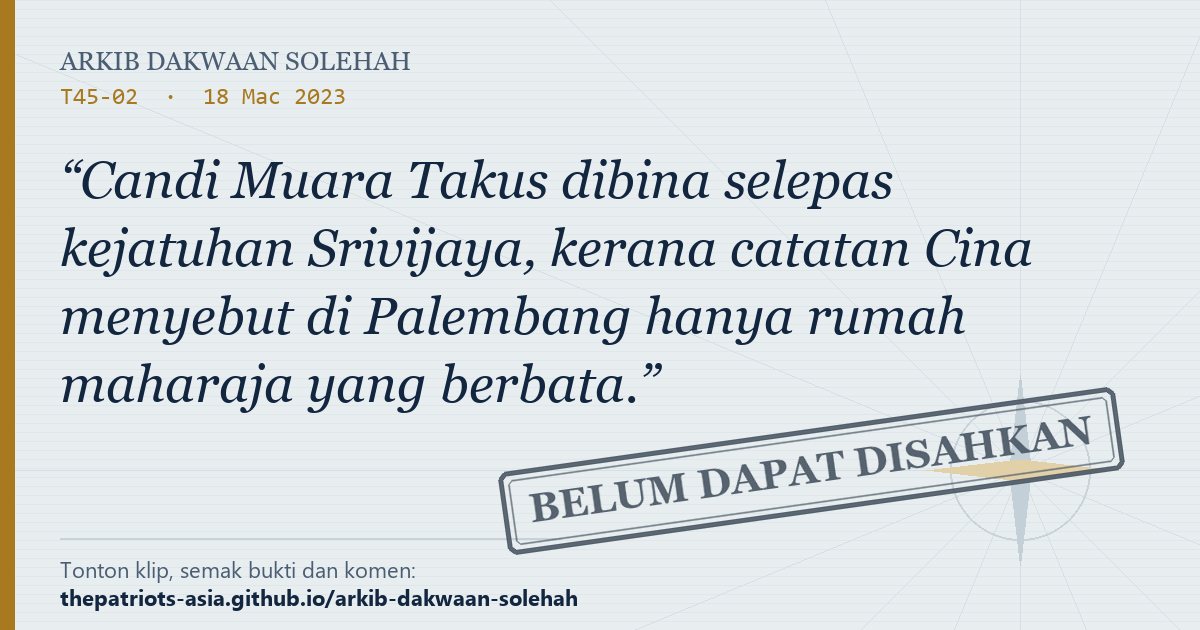 ARKIB DAKWAAN SOLEHAH
T45-02 · 18 Mac 2023
“Candi Muara Takus dibina selepas
kejatuhan Srivijaya, kerana catatan Cina
menyebut di Palembang hanya rumah
maharaja yang berbata.”
BELUM DAPAT DISAHKAN
Tonton klip, semak bukti dan komen:
thepatriots-asia.github.io/arkib-dakwaan-solehah